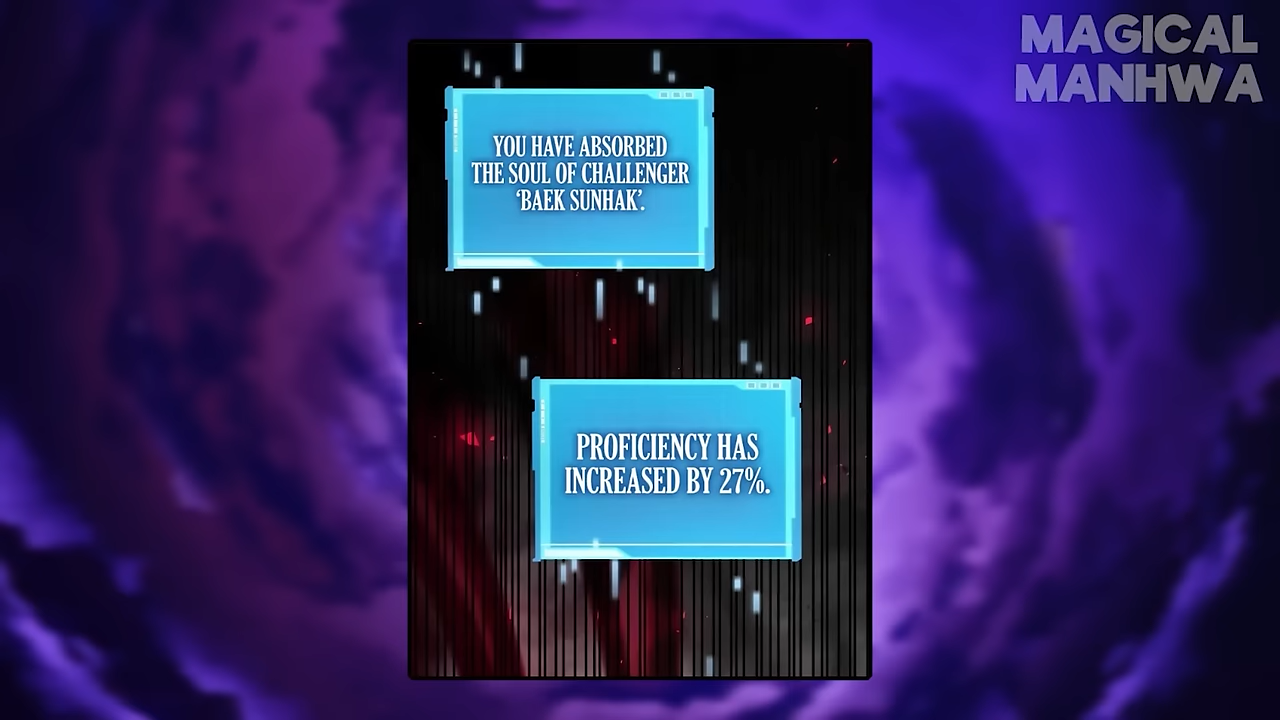 MAGICAL
MANHWA
YOU HAVE ABSORBED
THE SOUL OF CHALLENGER
‘BAEK SUNHAK’.
PROFICIENCY HAS
INCREASED BY 27%.